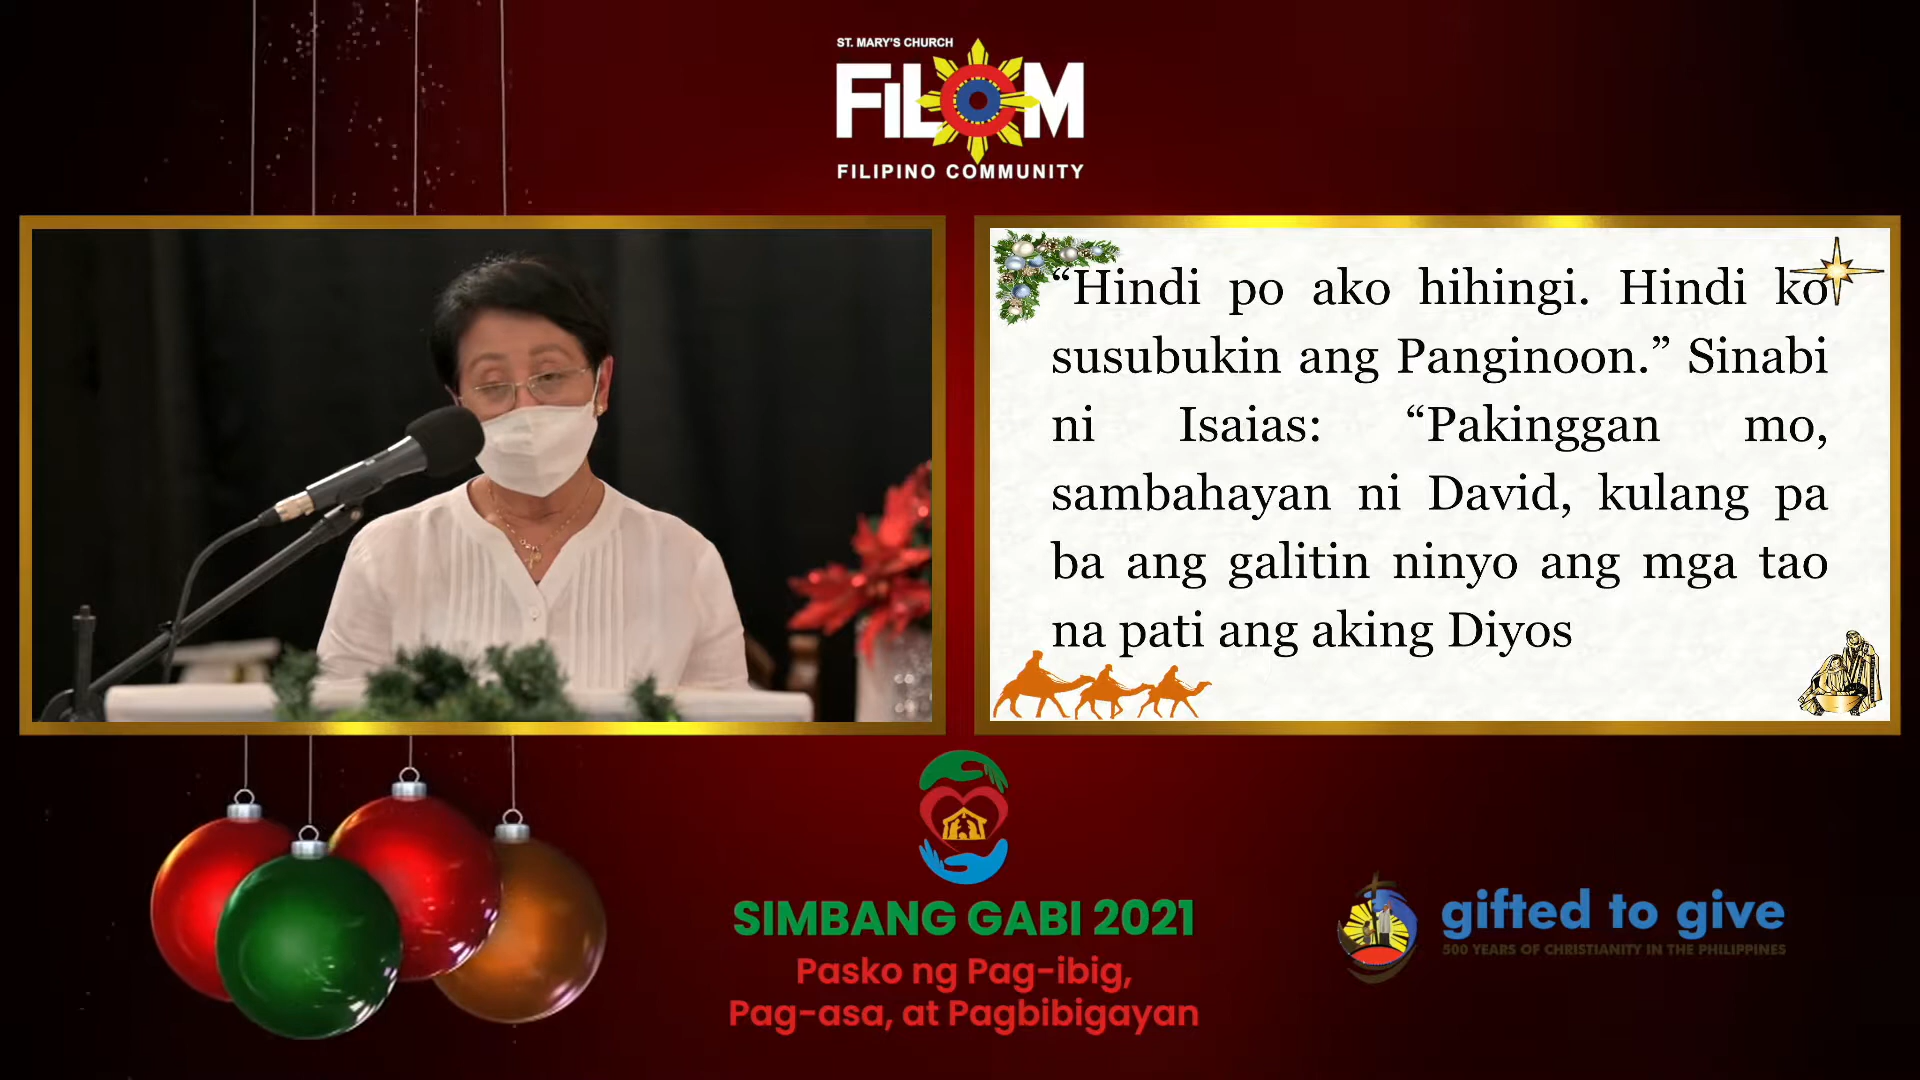 ST. MARY'S CHURCH
FiLCM
FILIPINO COMMUNITY
“Hindi po ako hihingi. Hindi ko
susubukin ang Panginoon.” Sinabi
ni Isaias: “Pakinggan mo,
sambahayan ni David, kulang pa
ba ang galitin ninyo ang mga tao
na pati ang aking Diyos
SIMBANG GABI 2021
Pasko ng Pag-ibig,
Pag-asa, at Pagbibigayan
gifted to give
500 YEARS OF CHRISTIANITY IN THE PHILIPPINES